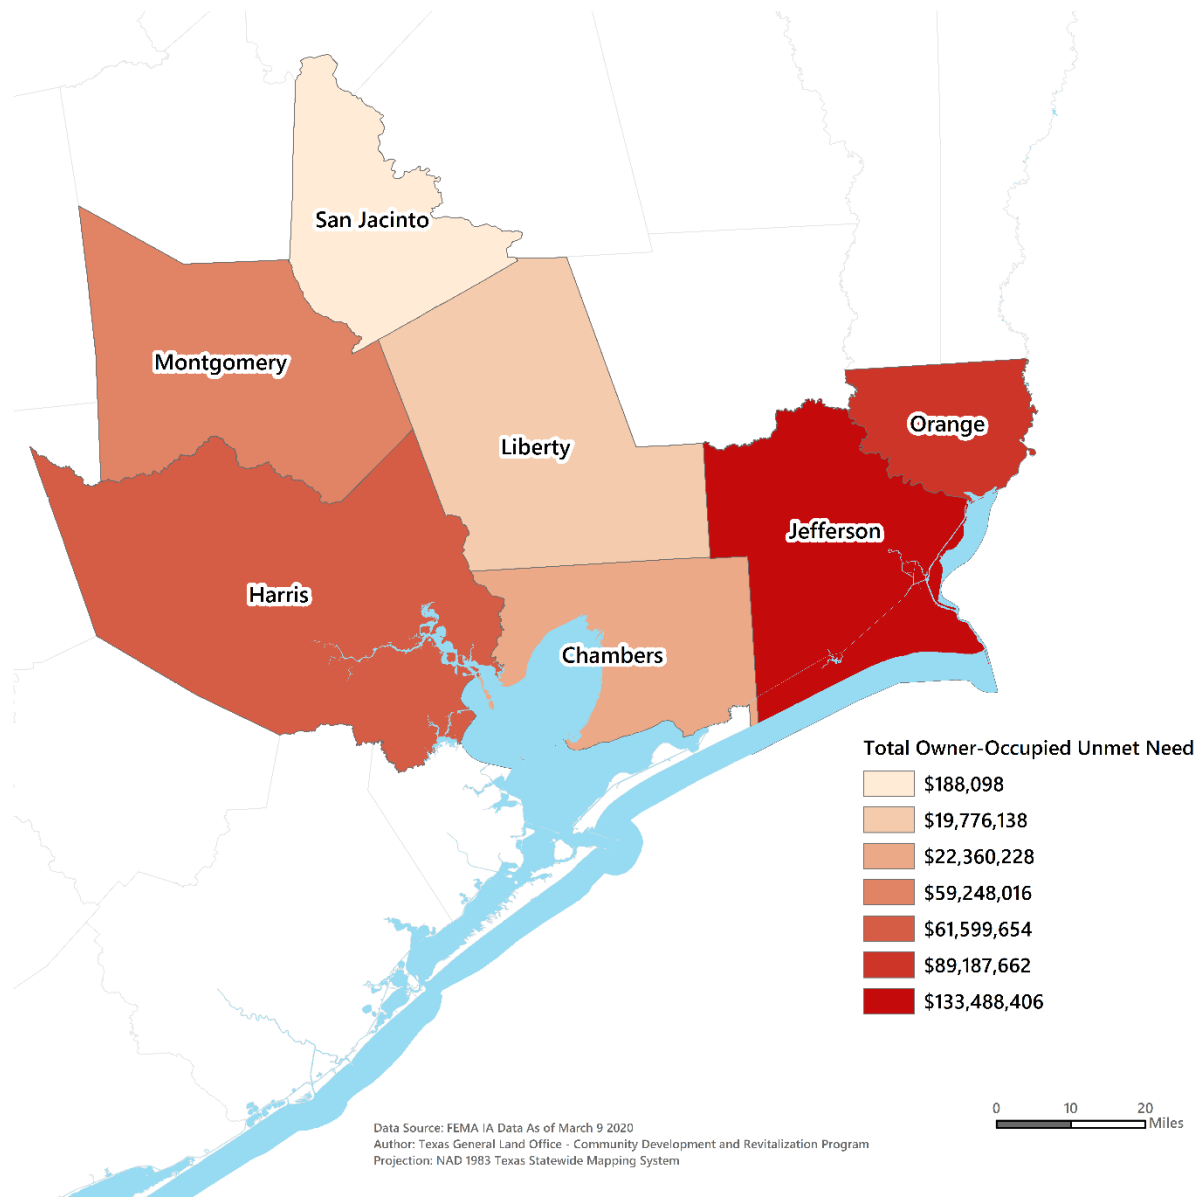 San Jacinto
Montgomery
Orange
Liberty
Jefferson
Harris
Chambers
Total Owner-Occupied Unmet Need
$188,098
$19,776,138
$22,360,228
$59,248,016
$61,599,654
$89,187,662
$133,488,406
0 10 20
Miles
Data Source: FEMA IA Data As of March 9 2020
Author: Texas General Land Office - Community Development and Revitalization Program
Projection: NAD 1983 Texas Statewide Mapping System